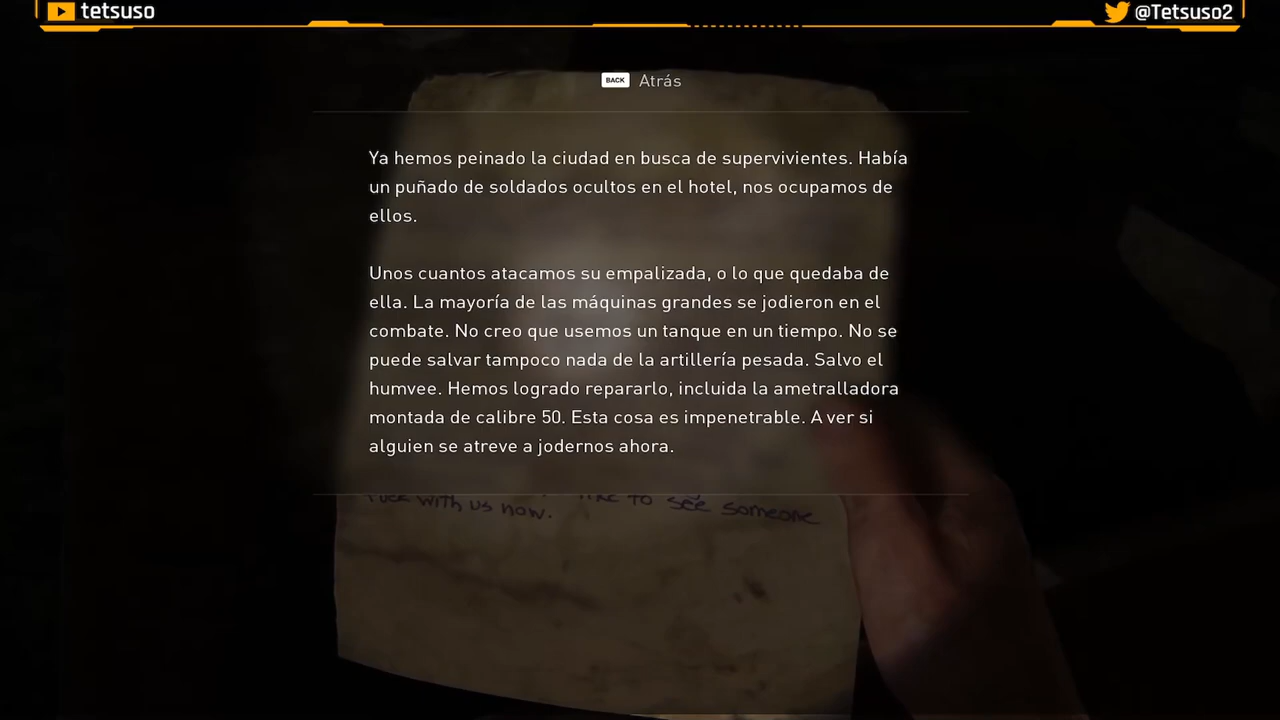 tetsuso
@Tetsuso2
BACK Atrás
Ya hemos peinado la ciudad en busca de supervivientes. Había
un puñado de soldados ocultos en el hotel, nos ocupamos de
ellos.
Unos cuantos atacamos su empalizada, o lo que quedaba de
ella. La mayoría de las máquinas grandes se jodieron en el
combate. No creo que usemos un tanque en un tiempo. No se
puede salvar tampoco nada de la artillería pesada. Salvo el
humvee. Hemos logrado repararlo, incluida la ametralladora
montada de calibre 50. Esta cosa es impenetrable. A ver si
alguien se atreve a jodernos ahora.
to see someone
with us now.